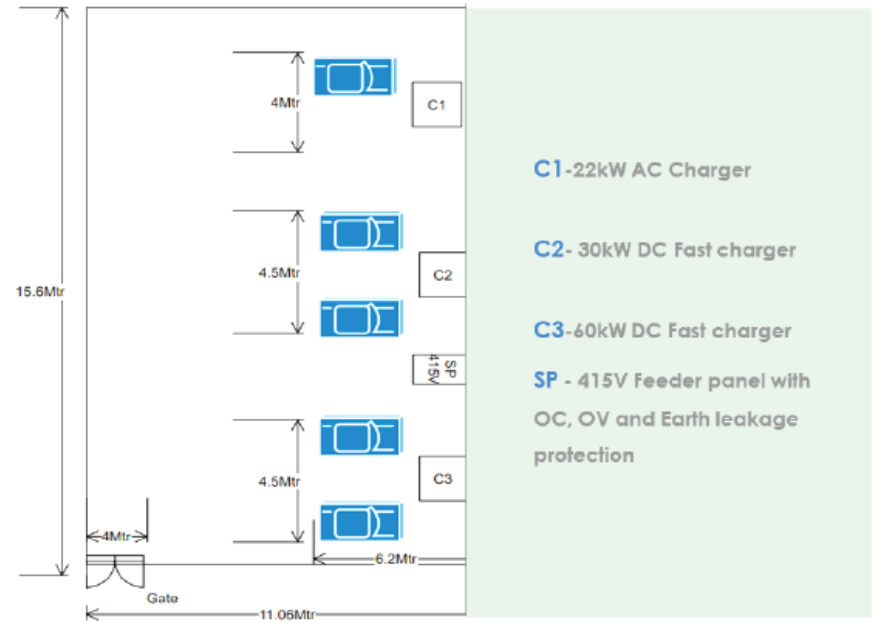 4Mtr
C1
C1-22kW AC Charger
4.5Mtr
C2
C2- 30kW DC Fast charger
15.6Mtr
C3-60kW DC Fast charger
SP
415V
SP - 415V Feeder panel with
OC, OV and Earth leakage
protection
4.5Mtr
C3
4Mtr
6.2Mtr
Gate
11.06Mtr